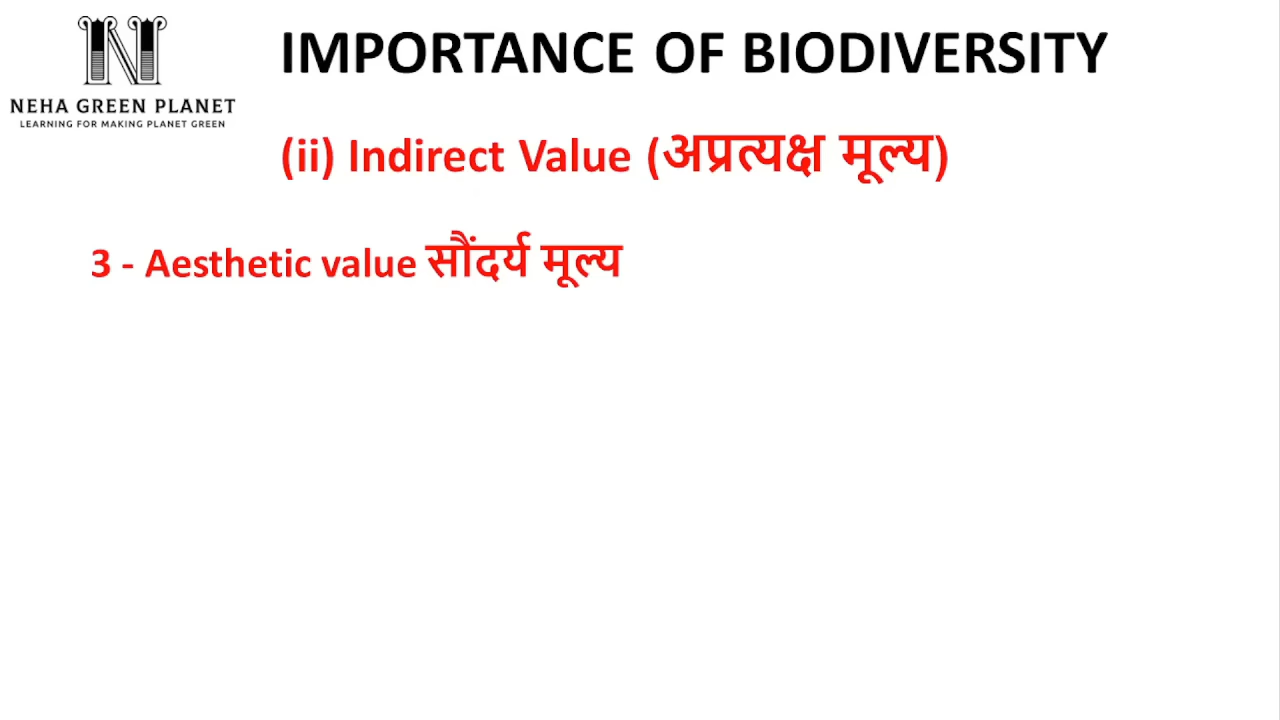 N
NEHA GREEN PLANET
LEARNING FOR MAKING PLANET GREEN
IMPORTANCE OF BIODIVERSITY
(ii) Indirect Value (अप्रत्यक्ष मूल्य)
3 - Aesthetic value सौंदर्य मूल्य